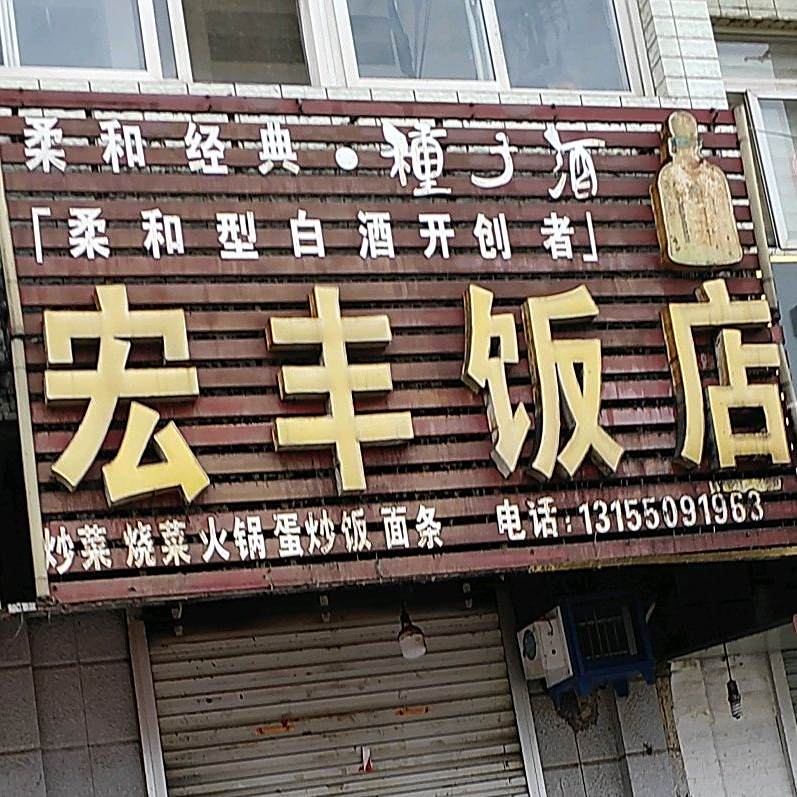 柔和经典·種子酒
「柔和型白酒开创者」
宏丰饭店
炒菜 烧菜 火锅 蛋炒饭 面条 电话:13155091963